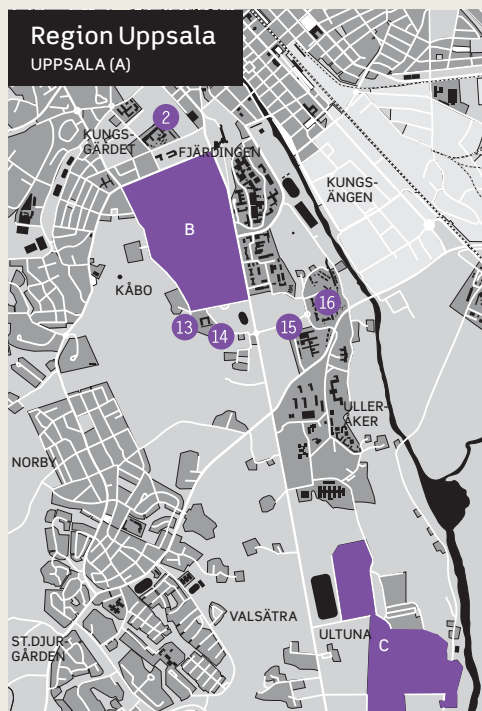 Region Uppsala
UPPSALA (A)
2
KUNGS-
GÄRDET
FJÄRDINGEN
KUNGS-
ÄNGEN
B
KÅBO
16
13
14
15
ULLER-
ÅKER
NORBY
VALSÄTRA
ULTUNA
C
ST.DJUR-
GÅRDEN